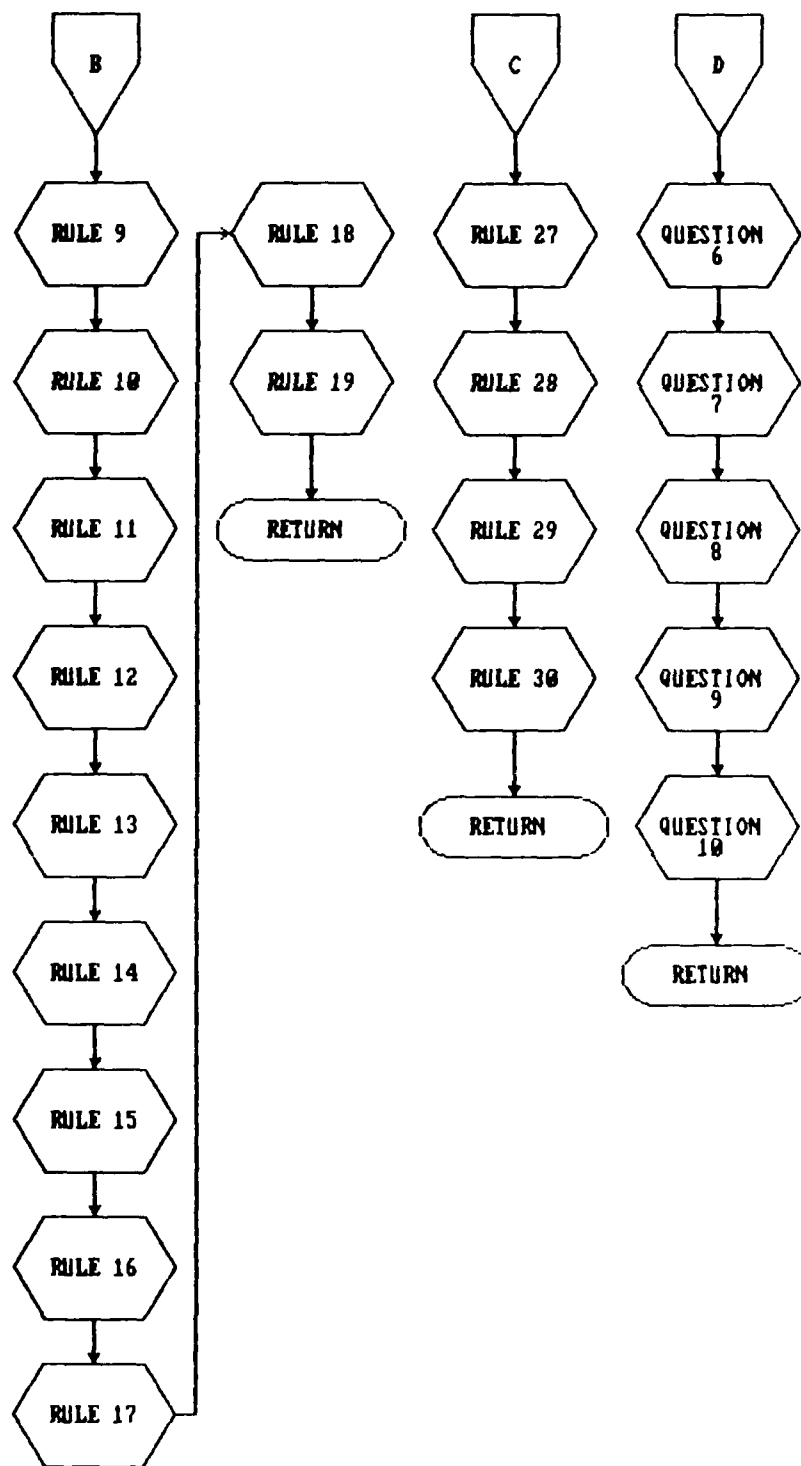 B
RULE 9
RULE 10
RULE 11
RULE 12
RULE 13
RULE 14
RULE 15
RULE 16
RULE 17
RULE 18
RULE 19
RETURN
C
RULE 27
RULE 28
RULE 29
RULE 30
RETURN
D
QUESTION
6
QUESTION
7
QUESTION
8
QUESTION
9
QUESTION
10
RETURN